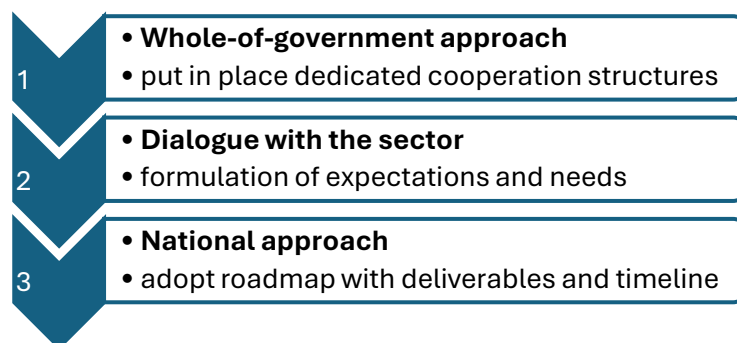 1
• Whole-of-government approach
• put in place dedicated cooperation structures
2
• Dialogue with the sector
• formulation of expectations and needs
3
• National approach
• adopt roadmap with deliverables and timeline